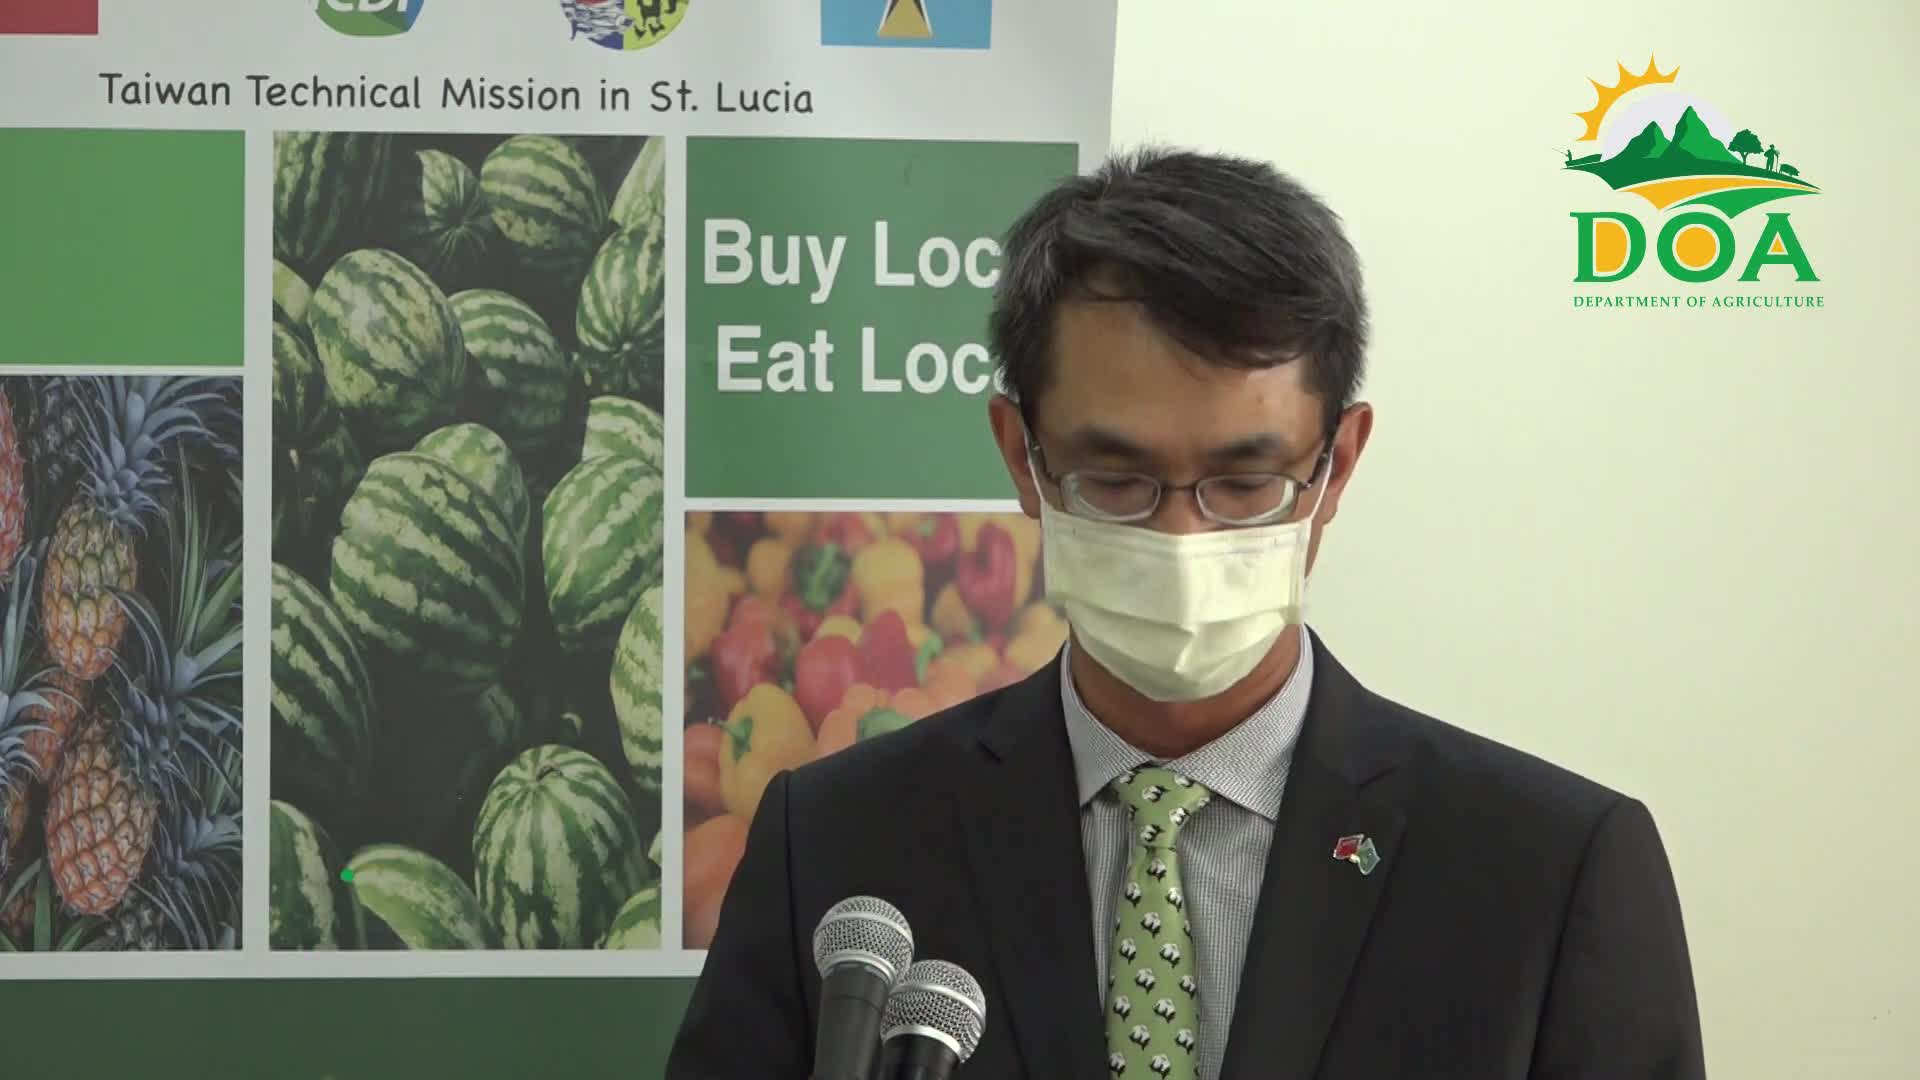 Taiwan Technical Mission in St. Lucia
Buy Loc
Eat Loc
DOA
DEPARTMENT OF AGRICULTURE